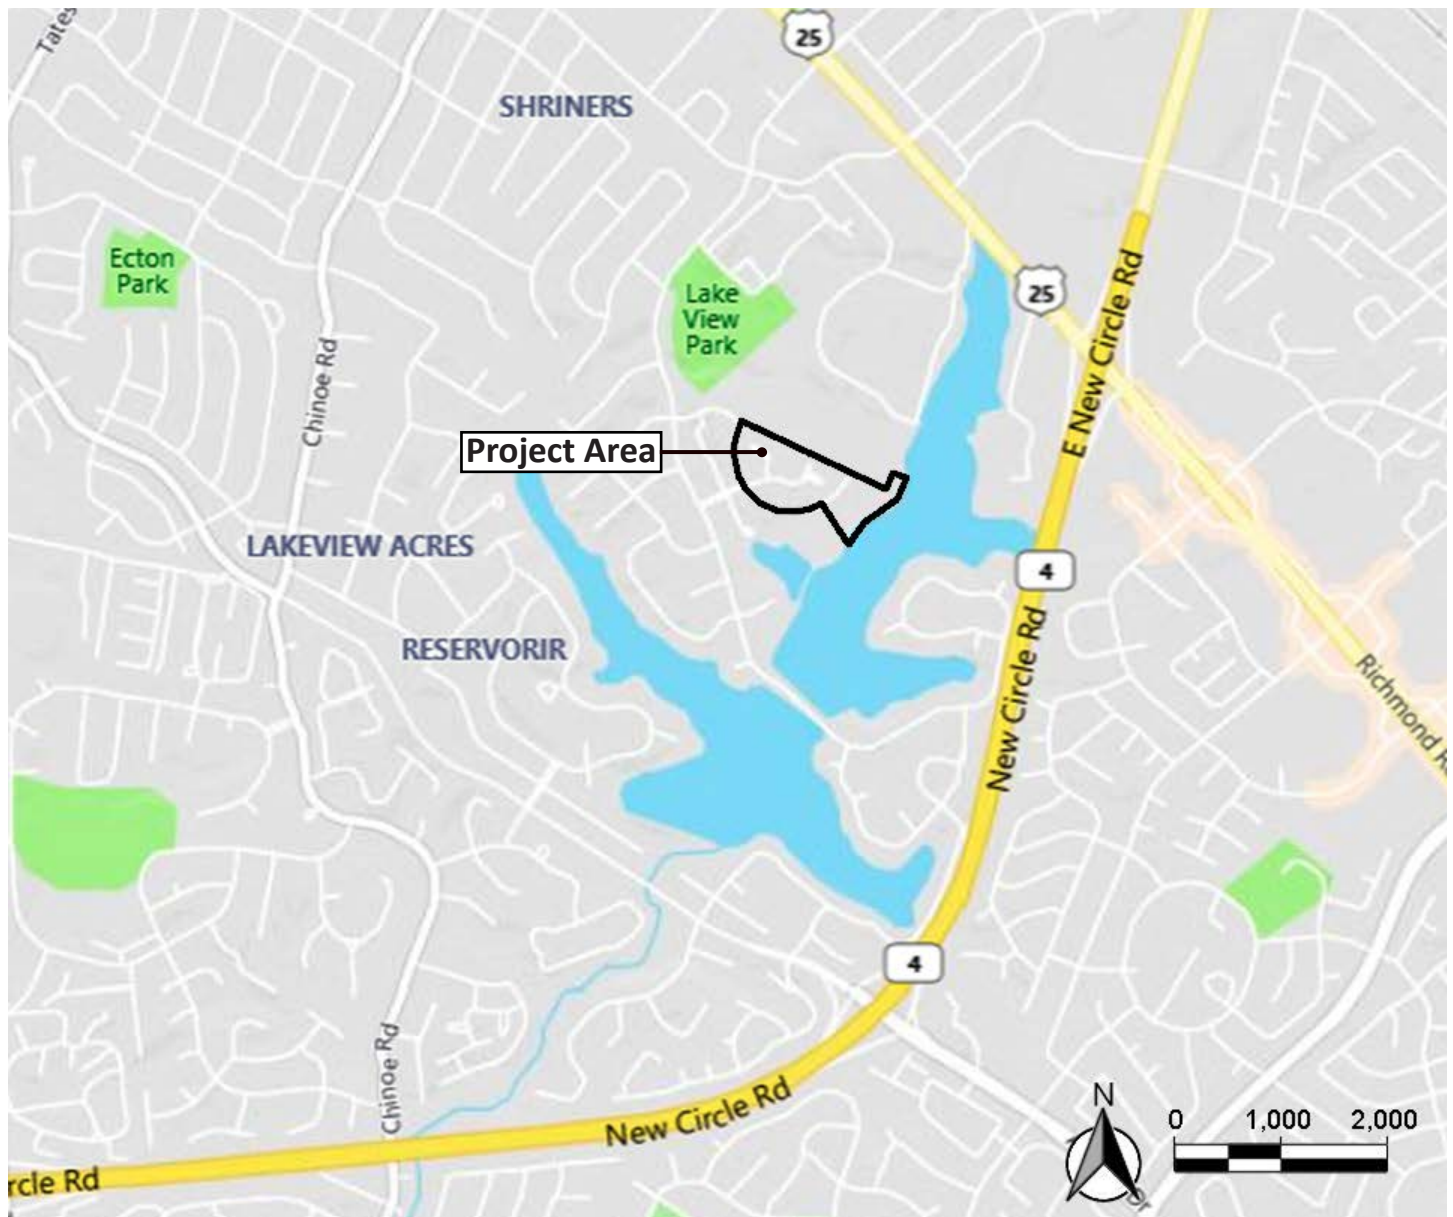 Tates
25
SHRINERS
Ecton
Park
Lake
View
Park
25
E New Circle Rd
Chinoe Rd
Project Area
LAKEVIEW ACRES
4
RESERVORIR
New Circle Rd
Richmond R
4
Chinoe Rd
New Circle Rd
rcle Rd
N
0 1,000 2,000
Dr